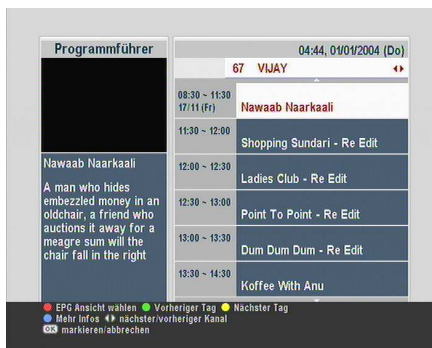 Programmführer
04:44, 01/01/2004 (Do)
67 VIJAY
08:30 ~ 11:30
17/11 (Fr)
Nawaab Naarkaali
11:30 ~ 12:00
Shopping Sundari - Re Edit
12:00 ~ 12:30
Ladies Club - Re Edit
12:30 ~ 13:00
Point To Point - Re Edit
13:00 ~ 13:30
Dum Dum Dum - Re Edit
13:30 ~ 14:30
Koffee With Anu
Nawaab Naarkaali
A man who hides
embezzled money in an
oldchair, a friend who
auctions it away for a
meagre sum will the
chair fall in the right
EPG Ansicht wählen Vorheriger Tag Nächster Tag
Mehr Infos nächster/vorheriger Kanal
OK markieren/abbrechen